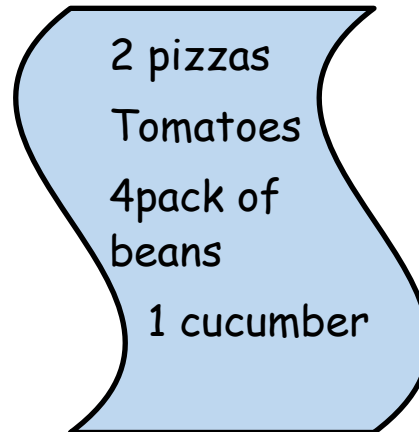 2 pizzas
Tomatoes
4pack of
beans
1 cucumber